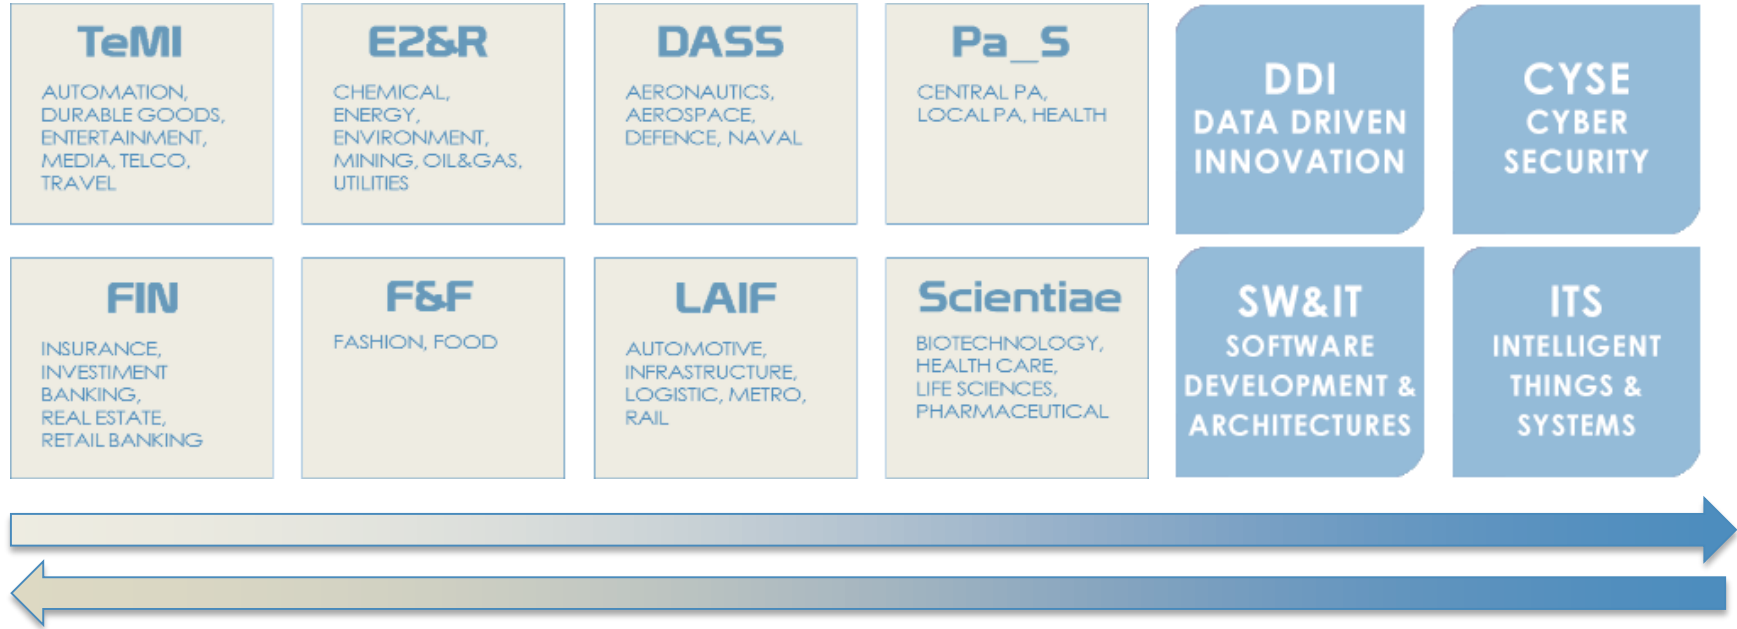 TeMI
AUTOMATION,
DURABLE GOODS,
ENTERTAINMENT,
MEDIA, TELCO,
TRAVEL
E2&R
CHEMICAL,
ENERGY,
ENVIRONMENT,
MINING, OIL&GAS,
UTILITIES
DASS
AERONAUTICS,
AEROSPACE,
DEFENCE, NAVAL
Pa_S
CENTRAL PA,
LOCAL PA, HEALTH
DDI
DATA DRIVEN
INNOVATION
CYSE
CYBER
SECURITY
FIN
INSURANCE,
INVESTIMENT
BANKING,
REAL ESTATE,
RETAIL BANKING
F&F
FASHION, FOOD
LAIF
AUTOMOTIVE,
INFRASTRUCTURE,
LOGISTIC, METRO,
RAIL
Scientiae
BIOTECHNOLOGY,
HEALTH CARE,
LIFE SCIENCES,
PHARMACEUTICAL
SW&IT
SOFTWARE
DEVELOPMENT &
ARCHITECTURES
ITS
INTELLIGENT
THINGS &
SYSTEMS